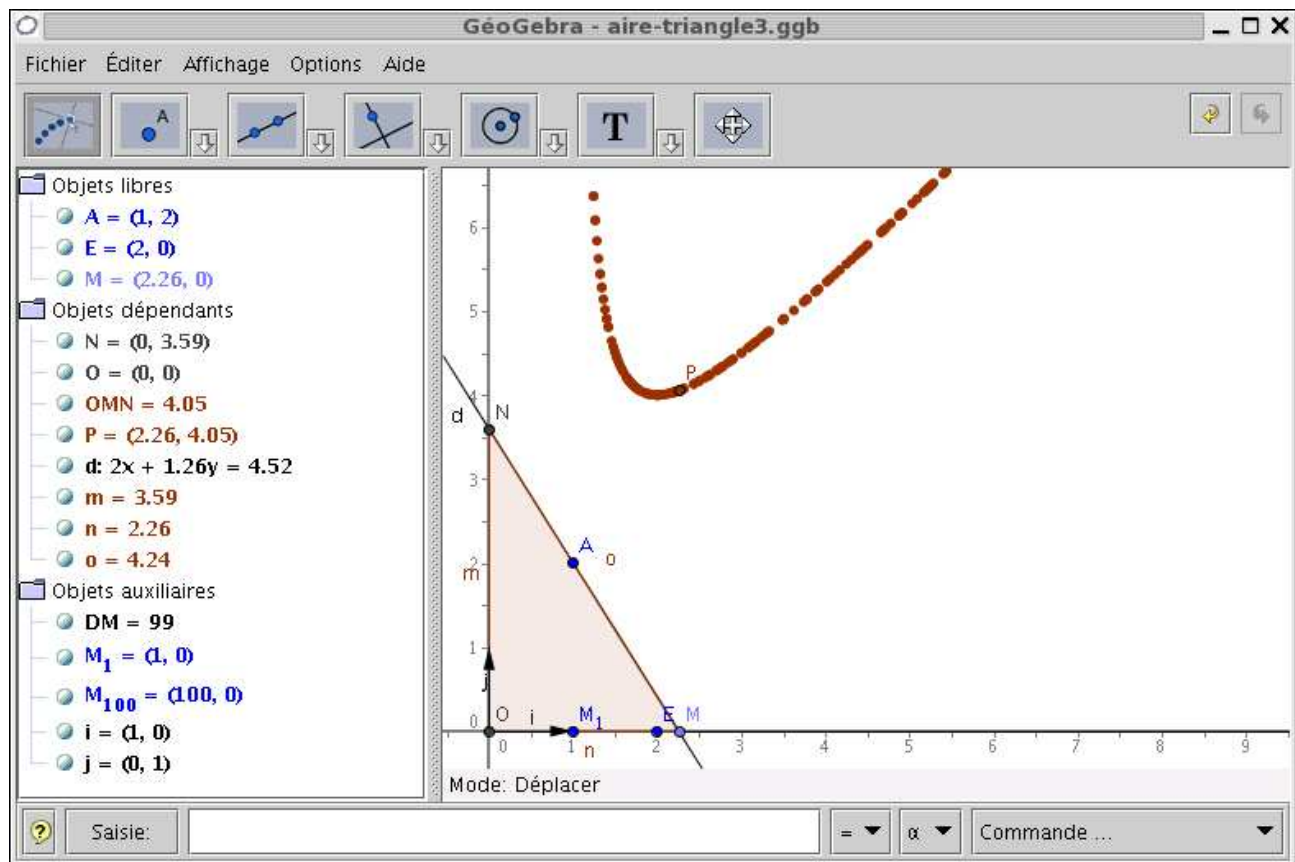 GéoGebra - aire-triangle3.ggb
Fichier Éditer Affichage Options Aide
A
T
Objets libres
A = (1, 2)
E = (2, 0)
M = (2.26, 0)
Objets dépendants
N = (0, 3.59)
O = (0, 0)
OMN = 4.05
P = (2.26, 4.05)
d: 2x + 1.26y = 4.52
m = 3.59
n = 2.26
o = 4.24
Objets auxiliaires
DM = 99
M₁ = (1, 0)
M₁₀₀ = (100, 0)
i = (1, 0)
j = (0, 1)
6
5
P
4
d N
3
A o
2
m
1
j
0 O i M₁ E M
0 1 n 2 3 4 5 6 7 8 9
Mode: Déplacer
? Saisie: = α Commande ...